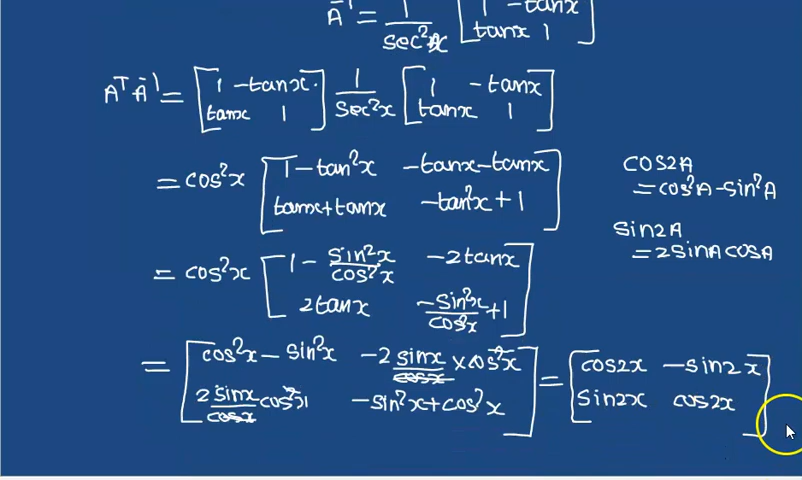 A⁻¹ = 1/sec²x [1 -tanx
tanx 1]
AᵀA⁻¹ = [1 -tanx
tanx 1] 1/sec²x [1 -tanx
tanx 1]
= cos²x [1-tan²x -tanx-tanx
tanx+tanx -tan²x+1]
cos2A
= cos²A-sin²A
sin2A
= 2sinAcosA
= cos²x [1 - sin²x/cos²x -2tanx
2tanx -sin²x/cos²x +1]
= [cos²x - sin²x -2 sinx/cosx × cos²x
2 sinx/cosx cos²x -sin²x+cos²x] = [cos2x -sin2x
sin2x cos2x]